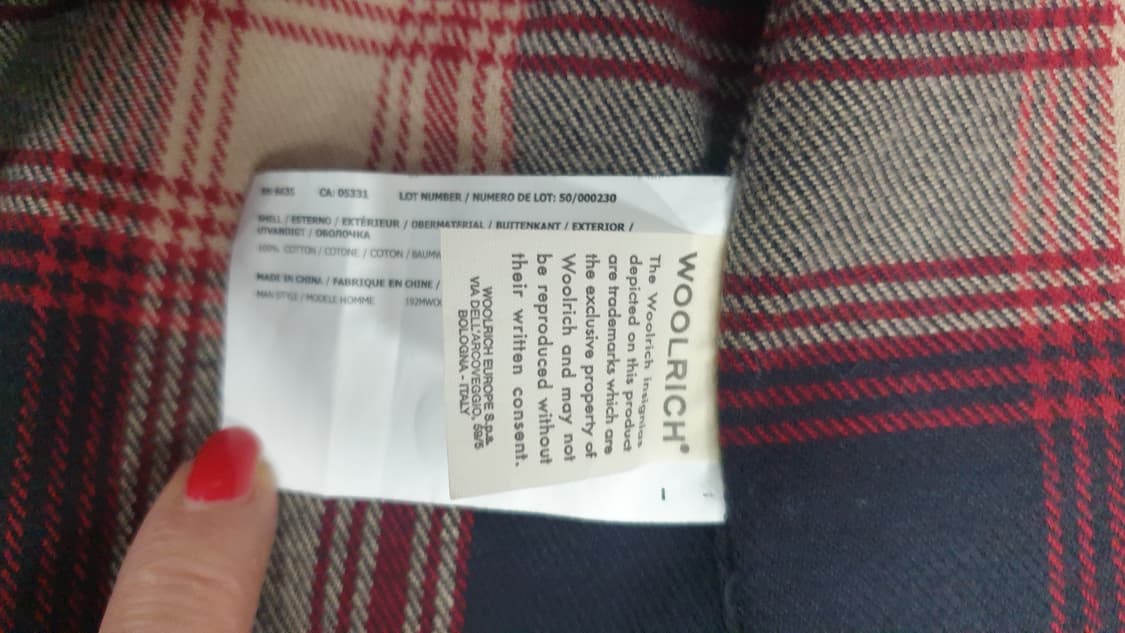 CA: 05331 LOT NUMBER / NUMERO DE LOT: 50/000230
SHELL / ESTERNO / EXTÉRIEUR / OBERMATERIAL / BUITENKANT / EXTERIOR /
UTVANDIGT / ОБОЛОЧКА
100% COTTON / COTONE / COTON / BAUMW
MADE IN CHINA / FABRIQUE EN CHINE /
MAN STYLE / MODELE HOMME 192MWO
WOOLRICH®
The Woolrich insignias
depicted on this product
are trademarks which are
the exclusive property of
Woolrich and may not
be reproduced without
their written consent.
WOOLRICH EUROPE S.p.a.
VIA DELL'ARCOVEGGIO, 59/5
BOLOGNA - ITALY